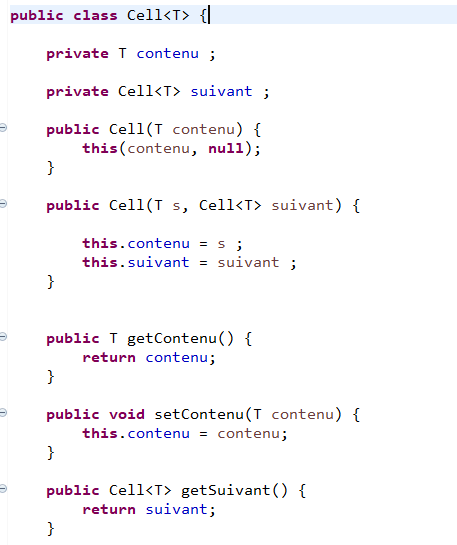 public class Cell<T> {
private T contenu ;
private Cell<T> suivant ;
public Cell(T contenu) {
this(contenu, null);
}
public Cell(T s, Cell<T> suivant) {
this.contenu = s ;
this.suivant = suivant ;
}
public T getContenu() {
return contenu;
}
public void setContenu(T contenu) {
this.contenu = contenu;
}
public Cell<T> getSuivant() {
return suivant;
}